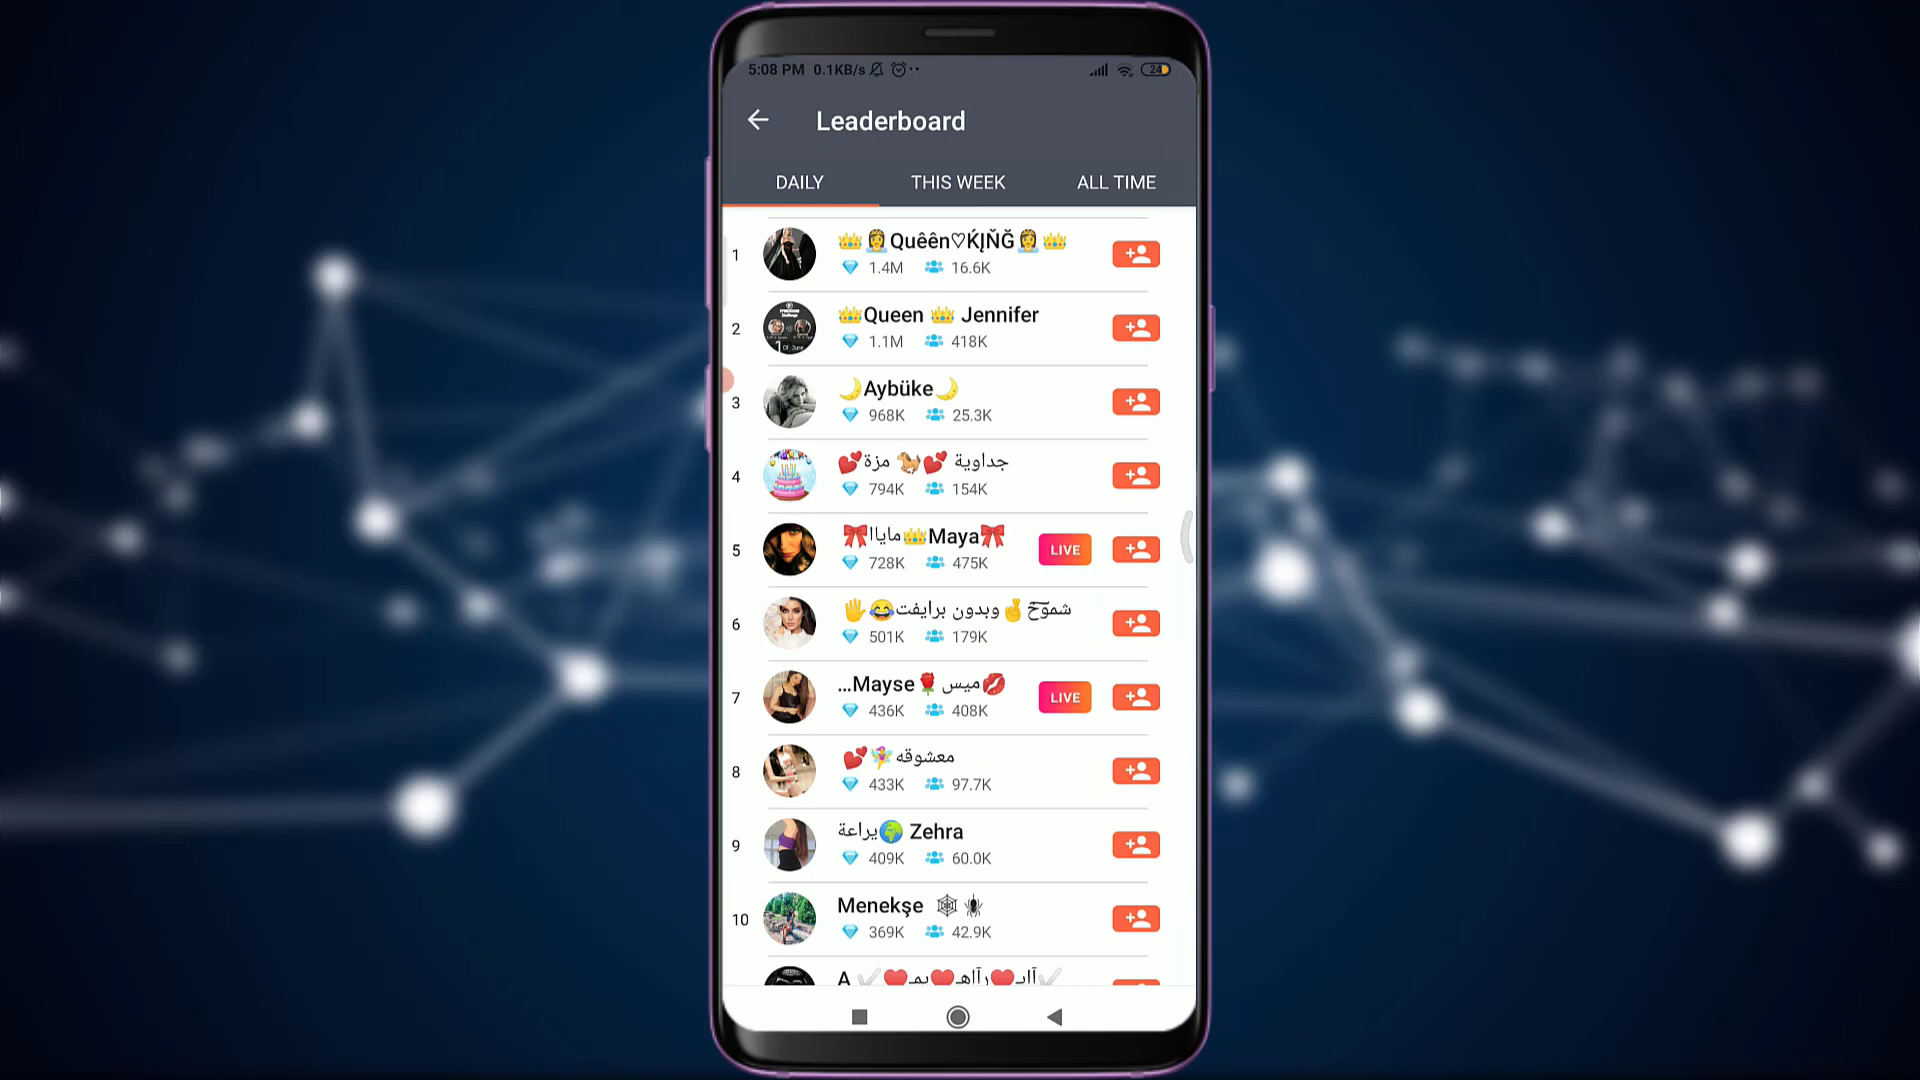 5:08 PM 0.1KB/s
24
Leaderboard
DAILY THIS WEEK ALL TIME
1 👑👸Quêên♡ḰĮŇĞ👸👑
1.4M 16.6K
2 👑Queen 👑 Jennifer
1.1M 418K
3 🌙Aybüke🌙
968K 25.3K
4 جداوية 💕🐎 مزة💕
794K 154K
5 🎀مايااا👑Maya🎀 LIVE
728K 475K
6 شموّخ🤞وبدون برايفت😂🖐
501K 179K
7 ...Mayse🌹ميس💋 LIVE
436K 408K
8 معشوقه🧚💕
433K 97.7K
9 يراعة🌍 Zehra
409K 60.0K
10 Menekşe 🕸 🕷
369K 42.9K
A